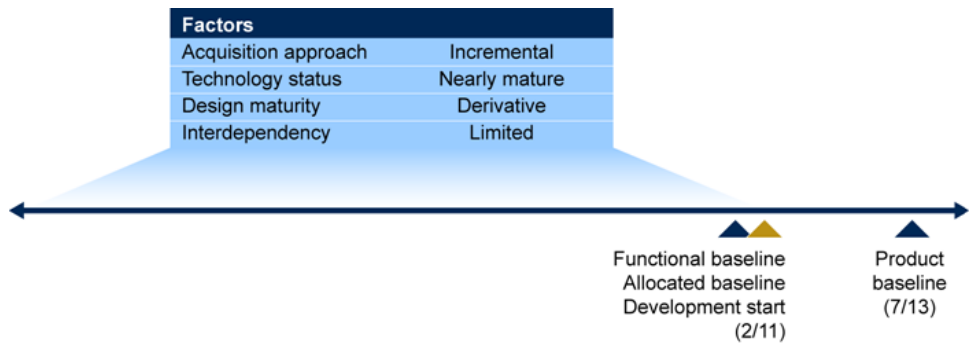 Factors
Acquisition approach Incremental
Technology status Nearly mature
Design maturity Derivative
Interdependency Limited
Functional baseline
Allocated baseline
Development start
(2/11)
Product
baseline
(7/13)